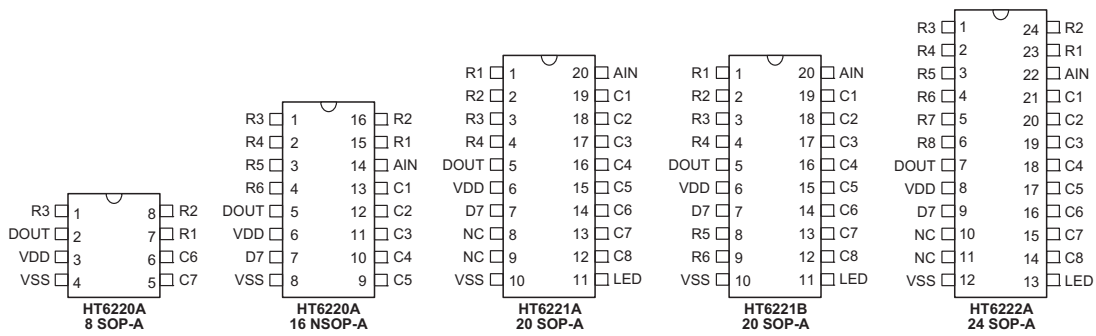 R3 1 8 R2
DOUT 2 7 R1
VDD 3 6 C6
VSS 4 5 C7
HT6220A
8 SOP-A
R3 1 16 R2
R4 2 15 R1
R5 3 14 AIN
R6 4 13 C1
DOUT 5 12 C2
VDD 6 11 C3
D7 7 10 C4
VSS 8 9 C5
HT6220A
16 NSOP-A
R1 1 20 AIN
R2 2 19 C1
R3 3 18 C2
R4 4 17 C3
DOUT 5 16 C4
VDD 6 15 C5
D7 7 14 C6
NC 8 13 C7
NC 9 12 C8
VSS 10 11 LED
HT6221A
20 SOP-A
R1 1 20 AIN
R2 2 19 C1
R3 3 18 C2
R4 4 17 C3
DOUT 5 16 C4
VDD 6 15 C5
D7 7 14 C6
R5 8 13 C7
R6 9 12 C8
VSS 10 11 LED
HT6221B
20 SOP-A
R3 1 24 R2
R4 2 23 R1
R5 3 22 AIN
R6 4 21 C1
R7 5 20 C2
R8 6 19 C3
DOUT 7 18 C4
VDD 8 17 C5
D7 9 16 C6
NC 10 15 C7
NC 11 14 C8
VSS 12 13 LED
HT6222A
24 SOP-A